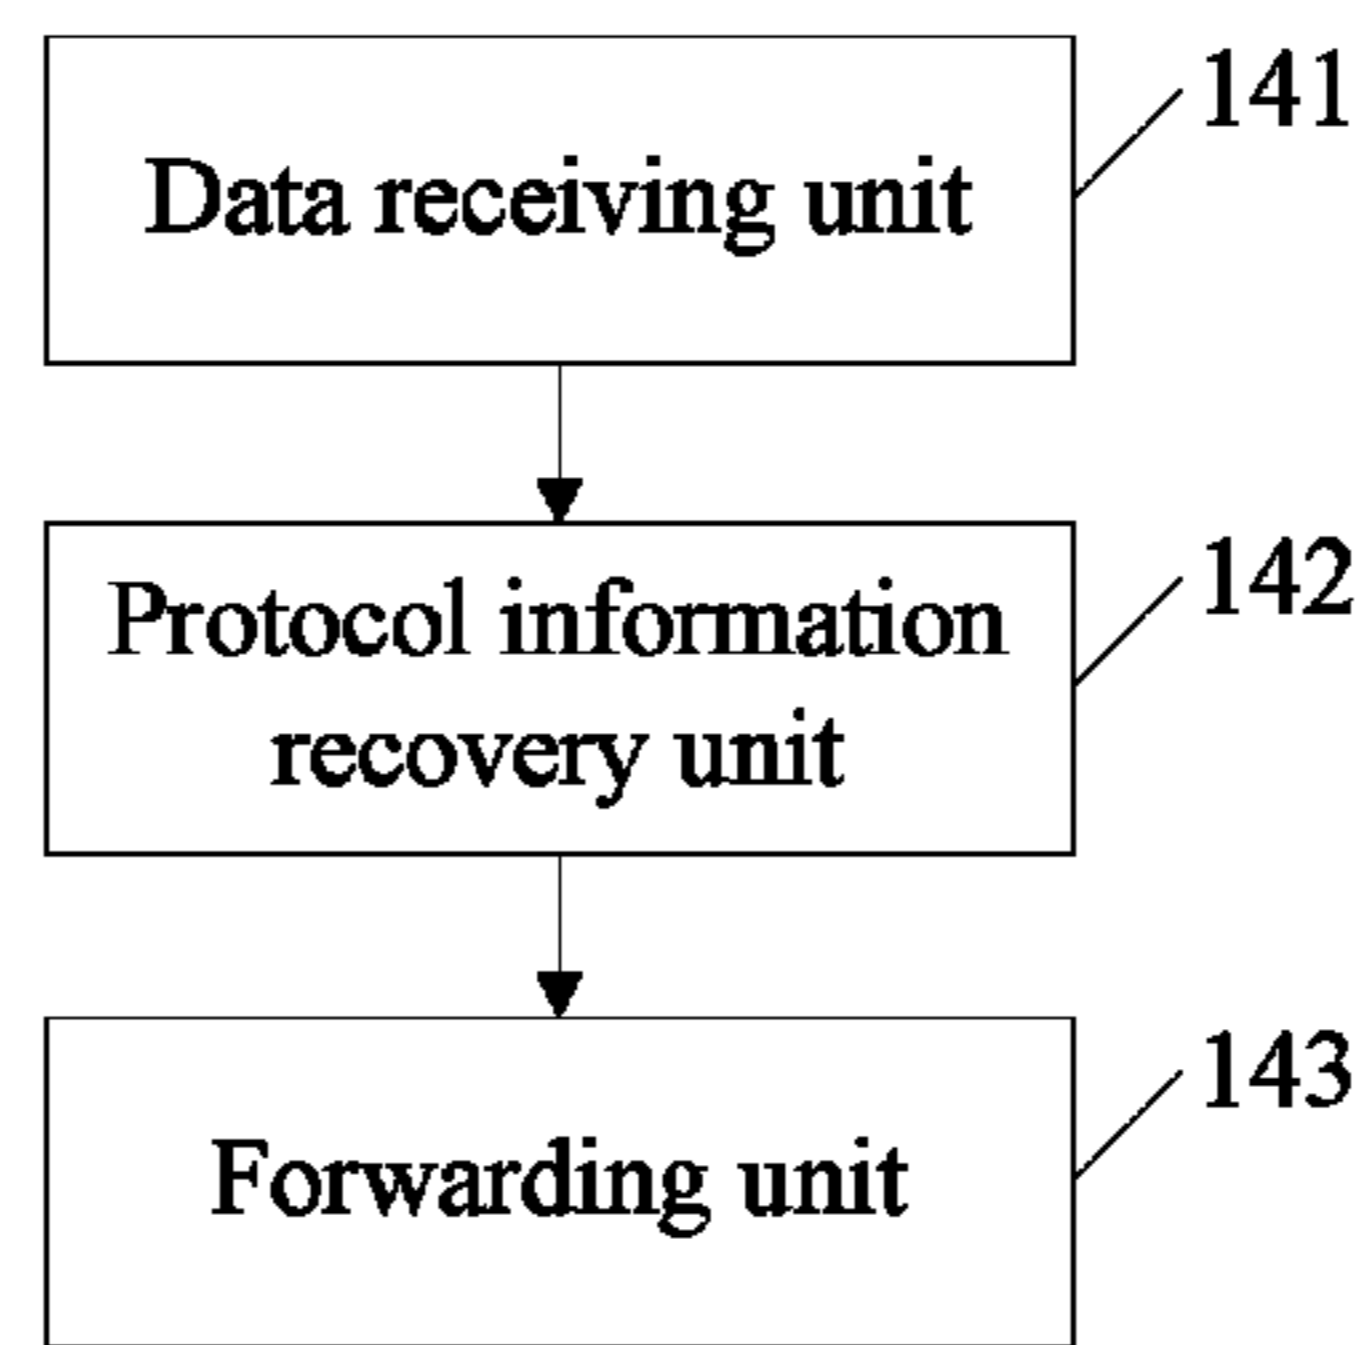 141
Data receiving unit
142
Protocol information
recovery unit
143
Forwarding unit